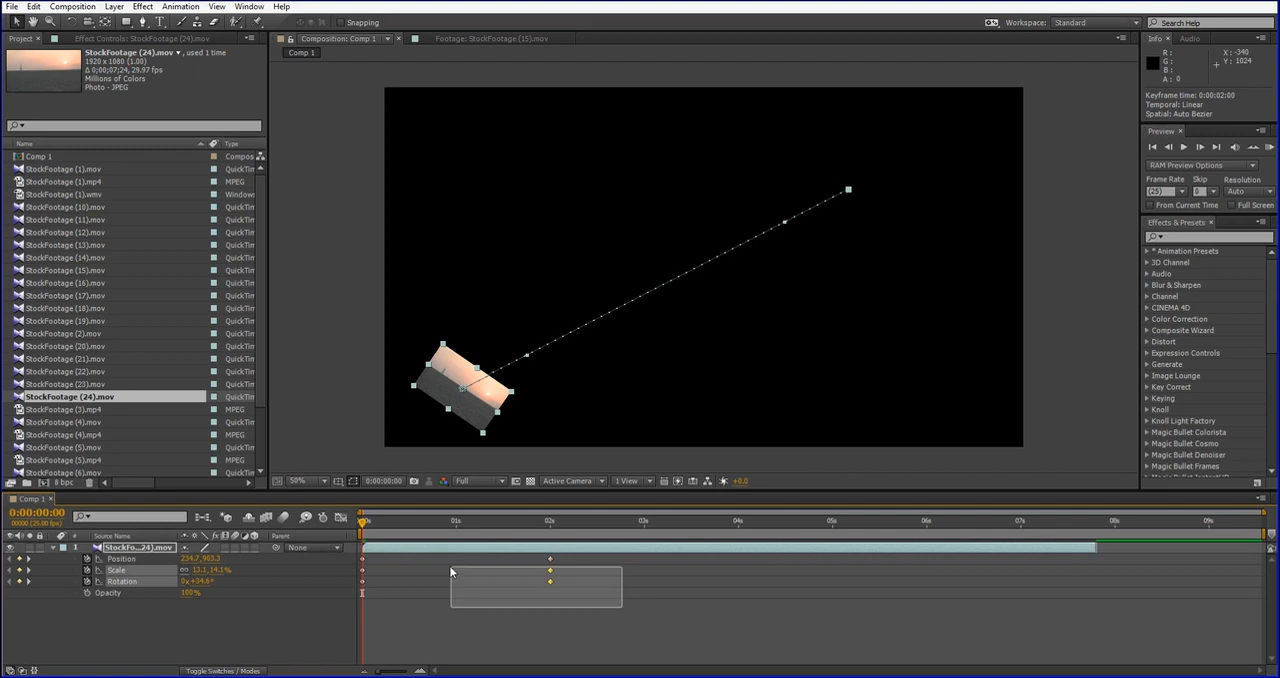 File Edit Composition Layer Effect Animation View Window Help
Snapping Workspace: Standard Search Help
Project Effect Controls: StockFootage (24).mov
StockFootage (24).mov ▾, used 1 time
1920 x 1080 (1.00)
Δ 0;00;07;24, 29.97 fps
Millions of Colors
Photo - JPEG
Name Type
Comp 1 Compos
StockFootage (1).mov QuickTim
StockFootage (1).mp4 MPEG
StockFootage (1).wmv Windows
StockFootage (10).mov QuickTim
StockFootage (11).mov QuickTim
StockFootage (12).mov QuickTim
StockFootage (13).mov QuickTim
StockFootage (14).mov QuickTim
StockFootage (15).mov QuickTim
StockFootage (16).mov QuickTim
StockFootage (17).mov QuickTim
StockFootage (18).mov QuickTim
StockFootage (19).mov QuickTim
StockFootage (2).mov QuickTim
StockFootage (20).mov QuickTim
StockFootage (21).mov QuickTim
StockFootage (22).mov QuickTim
StockFootage (23).mov QuickTim
StockFootage (24).mov QuickTim
StockFootage (3).mp4 MPEG
StockFootage (4).mov QuickTim
StockFootage (4).mp4 MPEG
StockFootage (5).mov QuickTim
StockFootage (5).mp4 MPEG
StockFootage (6).mov QuickTim
8 bpc
Composition: Comp 1 Footage: StockFootage (15).mov
Comp 1
50% 0:00:00:00 Full Active Camera 1 View +0.0
Info Audio
R : X : -340
G : Y : 1024
B :
A : 0
Keyframe time: 0:00:02:00
Temporal: Linear
Spatial: Auto Bezier
Preview
RAM Preview Options
Frame Rate Skip Resolution
(25) 0 Auto
From Current Time Full Screen
Effects & Presets
* Animation Presets
3D Channel
Audio
Blur & Sharpen
Channel
CINEMA 4D
Color Correction
Composite Wizard
Distort
Expression Controls
Generate
Image Lounge
Key Correct
Keying
Knoll
Knoll Light Factory
Magic Bullet Colorista
Magic Bullet Cosmo
Magic Bullet Denoiser
Magic Bullet Frames
Comp 1
0:00:00:00
00000 (25.00 fps)
01s 02s 03s 04s 05s 06s 07s 08s 09s
# Source Name Parent
1 StockFo...24).mov None
Position 234.7,903.3
Scale 13.1,14.1%
Rotation 0x+34.6°
Opacity 100%
Toggle Switches / Modes